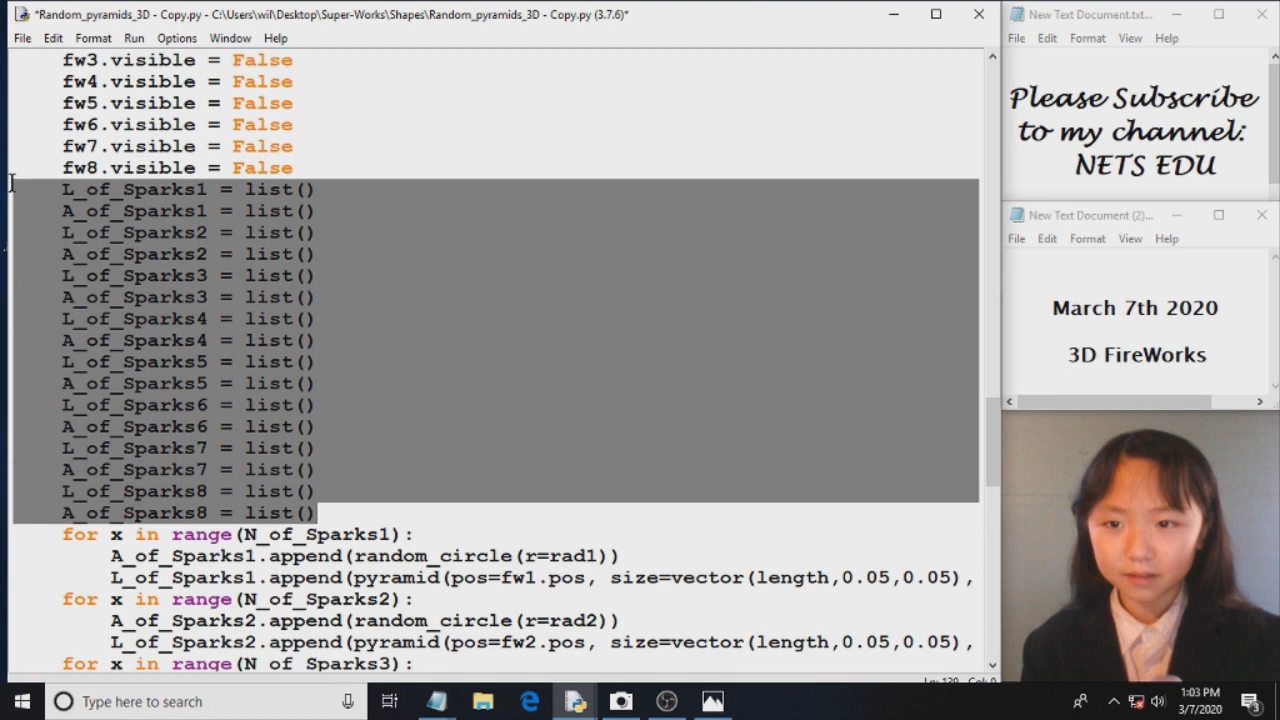 *Random_pyramids_3D - Copy.py - C:\Users\wil\Desktop\Super-Works\Shapes\Random_pyramids_3D - Copy.py (3.7.6)*
File Edit Format Run Options Window Help
fw3.visible = False
fw4.visible = False
fw5.visible = False
fw6.visible = False
fw7.visible = False
fw8.visible = False
L_of_Sparks1 = list()
A_of_Sparks1 = list()
L_of_Sparks2 = list()
A_of_Sparks2 = list()
L_of_Sparks3 = list()
A_of_Sparks3 = list()
L_of_Sparks4 = list()
A_of_Sparks4 = list()
L_of_Sparks5 = list()
A_of_Sparks5 = list()
L_of_Sparks6 = list()
A_of_Sparks6 = list()
L_of_Sparks7 = list()
A_of_Sparks7 = list()
L_of_Sparks8 = list()
A_of_Sparks8 = list()
for x in range(N_of_Sparks1):
A_of_Sparks1.append(random_circle(r=rad1))
L_of_Sparks1.append(pyramid(pos=fw1.pos, size=vector(length,0.05,0.05),
for x in range(N_of_Sparks2):
A_of_Sparks2.append(random_circle(r=rad2))
L_of_Sparks2.append(pyramid(pos=fw2.pos, size=vector(length,0.05,0.05),
for x in range(N_of_Sparks3):
New Text Document.txt...
File Edit Format View Help
Please Subscribe
to my channel:
NETS EDU
New Text Document (2)...
File Edit Format View Help
March 7th 2020
3D FireWorks
Type here to search
1:03 PM
3/7/2020
3